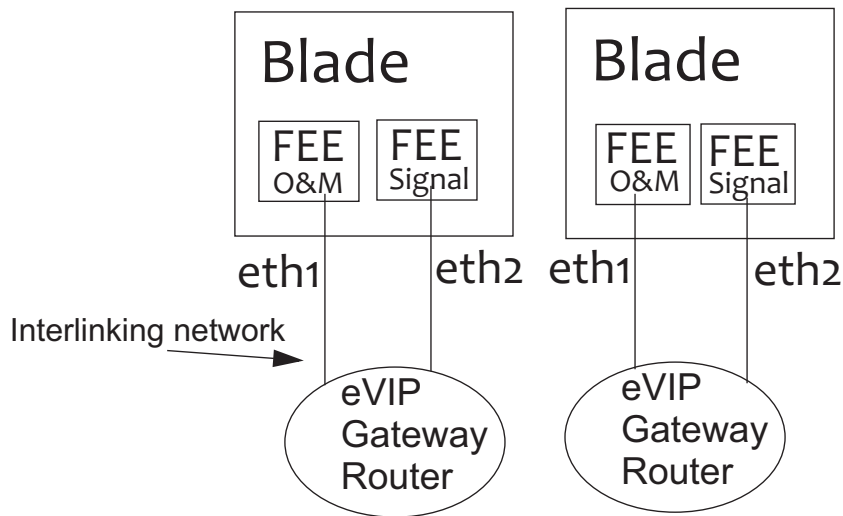 Blade
FEE
O&M
FEE
Signal
eth1
eth2
Blade
FEE
O&M
FEE
Signal
eth1
eth2
Interlinking network
eVIP
Gateway
Router
eVIP
Gateway
Router